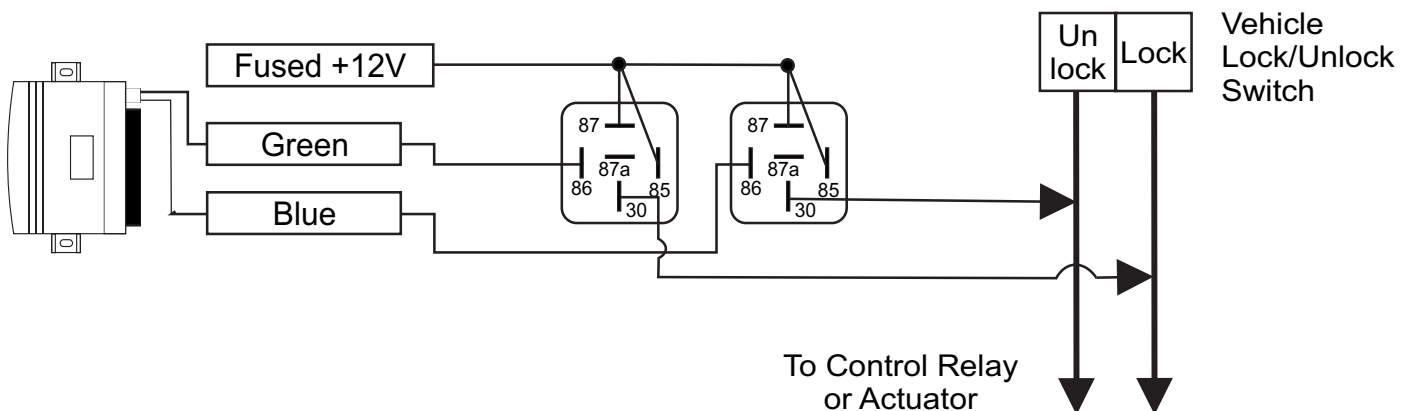 Fused +12V
Green
Blue
87
87a
86
85
30
87
87a
86
85
30
Un
lock
Lock
Vehicle
Lock/Unlock
Switch
To Control Relay
or Actuator